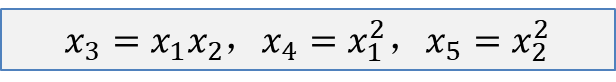 x₃ = x₁x₂， x₄ = x₁²， x₅ = x₂²